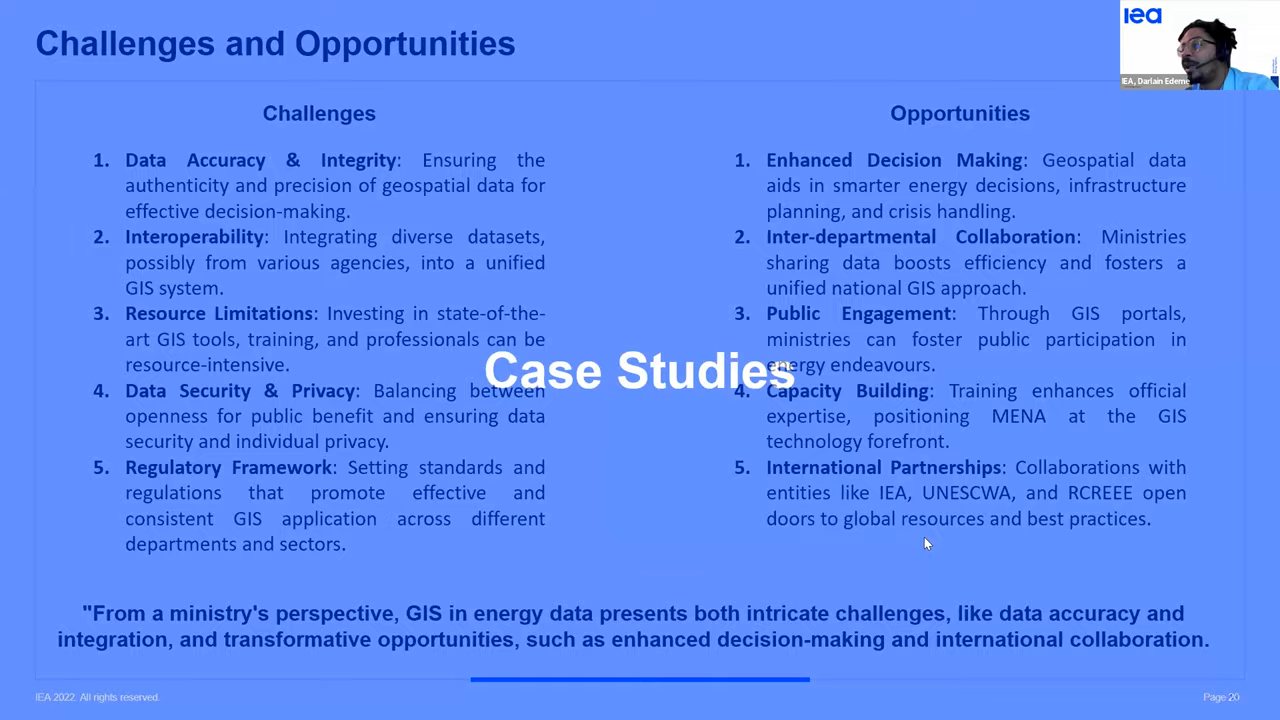 Challenges and Opportunities
iea
IEA, Darlain Edeme
Challenges
1. Data Accuracy & Integrity: Ensuring the
authenticity and precision of geospatial data for
effective decision-making.
2. Interoperability: Integrating diverse datasets,
possibly from various agencies, into a unified
GIS system.
3. Resource Limitations: Investing in state-of-the-
art GIS tools, training, and professionals can be
resource-intensive.
4. Data Security & Privacy: Balancing between
openness for public benefit and ensuring data
security and individual privacy.
5. Regulatory Framework: Setting standards and
regulations that promote effective and
consistent GIS application across different
departments and sectors.
Case Studies
Opportunities
1. Enhanced Decision Making: Geospatial data
aids in smarter energy decisions, infrastructure
planning, and crisis handling.
2. Inter-departmental Collaboration: Ministries
sharing data boosts efficiency and fosters a
unified national GIS approach.
3. Public Engagement: Through GIS portals,
ministries can foster public participation in
energy endeavours.
4. Capacity Building: Training enhances official
expertise, positioning MENA at the GIS
technology forefront.
5. International Partnerships: Collaborations with
entities like IEA, UNESCWA, and RCREEE open
doors to global resources and best practices.
"From a ministry's perspective, GIS in energy data presents both intricate challenges, like data accuracy and
integration, and transformative opportunities, such as enhanced decision-making and international collaboration.
IEA 2022. All rights reserved.
Page 20